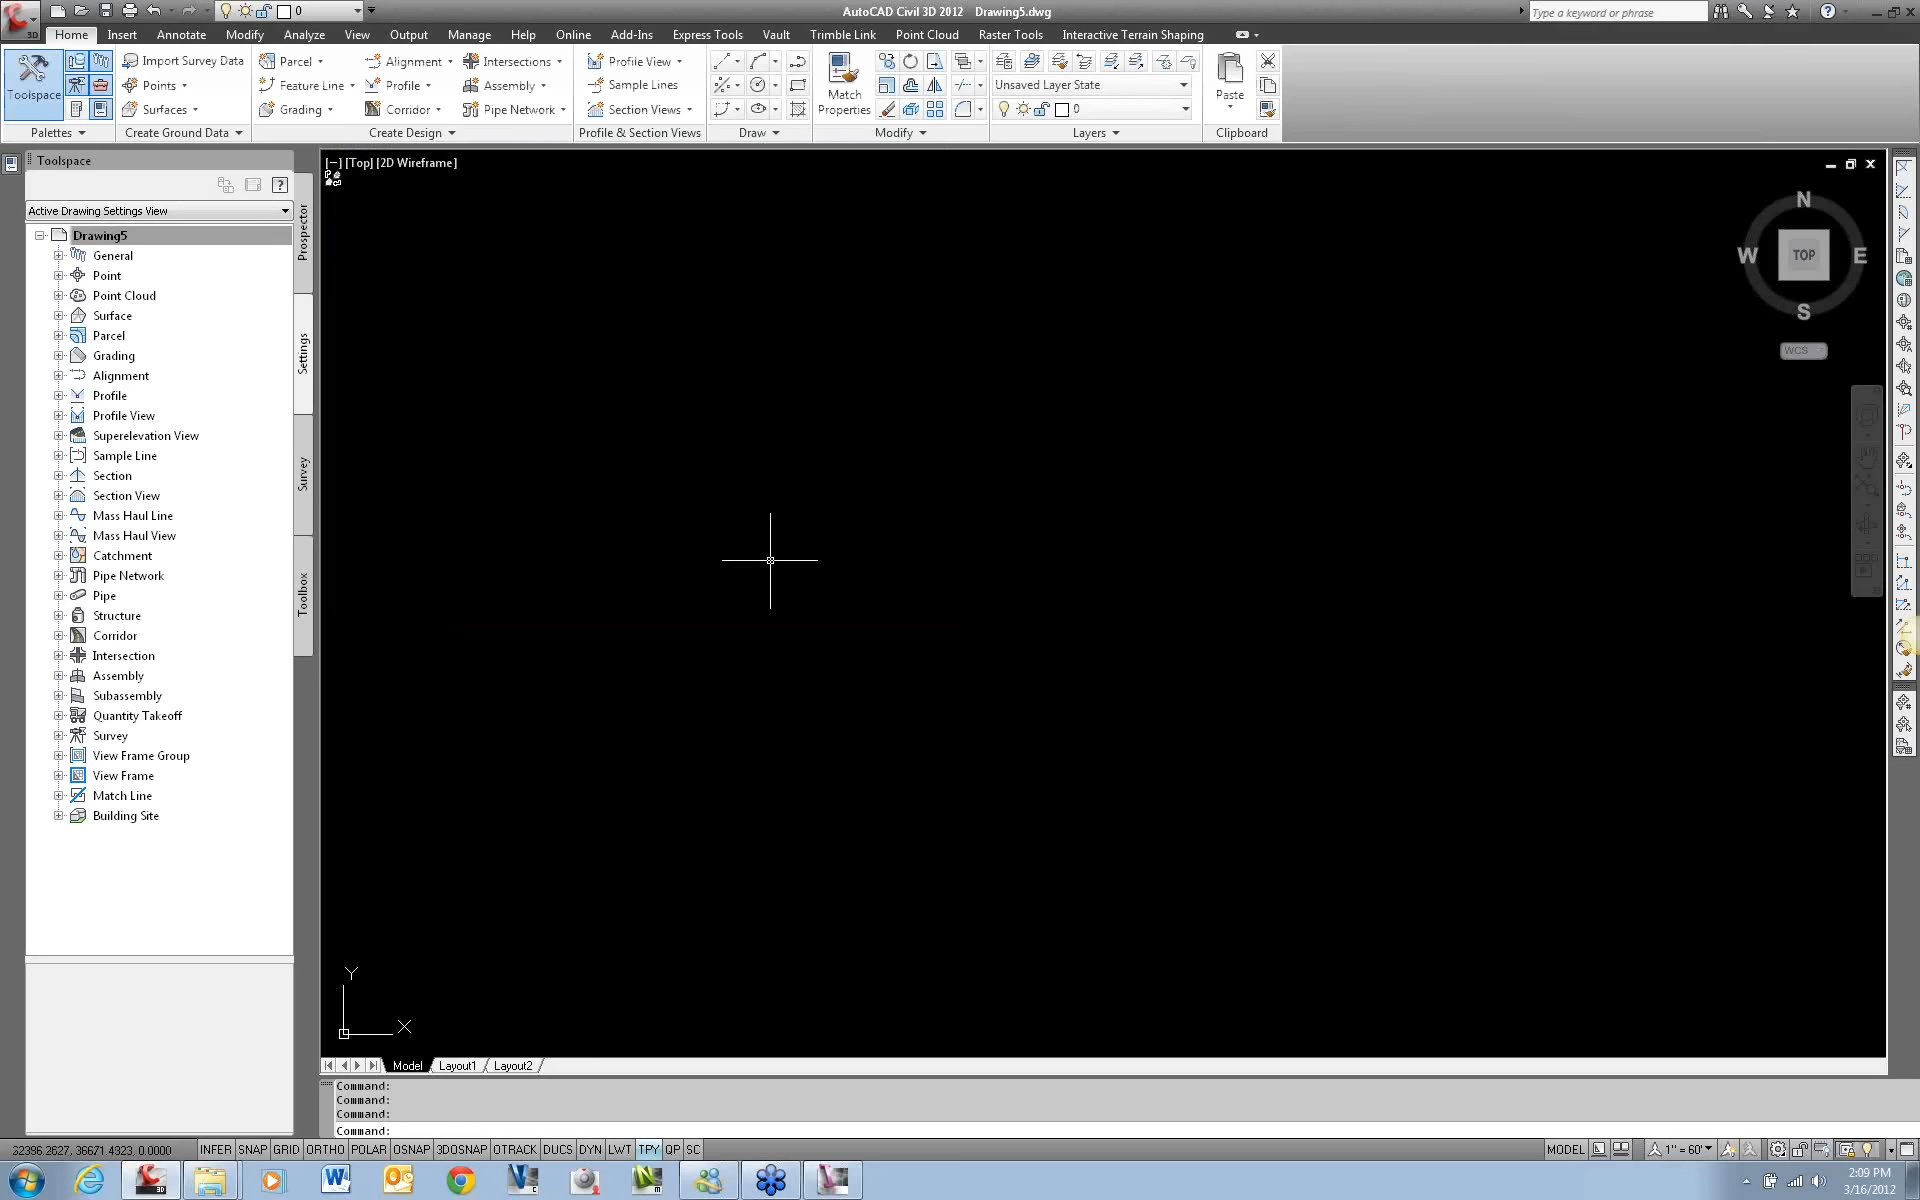 AutoCAD Civil 3D 2012 Drawing5.dwg
0
Type a keyword or phrase
3D
Home Insert Annotate Modify Analyze View Output Manage Help Online Add-Ins Express Tools Vault Trimble Link Point Cloud Raster Tools Interactive Terrain Shaping
Toolspace
Import Survey Data
Points
Surfaces
Parcel
Feature Line
Grading
Alignment
Profile
Corridor
Intersections
Assembly
Pipe Network
Profile View
Sample Lines
Section Views
Match
Properties
Unsaved Layer State
0
Paste
Palettes Create Ground Data Create Design Profile & Section Views Draw Modify Layers Clipboard
Toolspace
Active Drawing Settings View
Drawing5
General
Point
Point Cloud
Surface
Parcel
Grading
Alignment
Profile
Profile View
Superelevation View
Sample Line
Section
Section View
Mass Haul Line
Mass Haul View
Catchment
Pipe Network
Pipe
Structure
Corridor
Intersection
Assembly
Subassembly
Quantity Takeoff
Survey
View Frame Group
View Frame
Match Line
Building Site
Prospector
Settings
Survey
Toolbox
[−] [Top] [2D Wireframe]
N
W TOP E
S
WCS
Y
X
Model Layout1 Layout2
Command:
Command:
Command:
Command:
32396.2627, 36671.4323, 0.0000 INFER SNAP GRID ORTHO POLAR OSNAP 3DOSNAP OTRACK DUCS DYN LWT TPY QP SC MODEL 1" = 60'
2:09 PM
3/16/2012